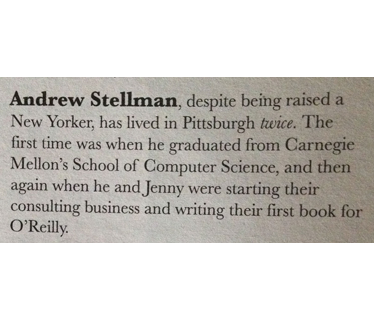 Andrew Stellman, despite being raised a
New Yorker, has lived in Pittsburgh twice. The
first time was when he graduated from Carnegie
Mellon's School of Computer Science, and then
again when he and Jenny were starting their
consulting business and writing their first book for
O'Reilly.